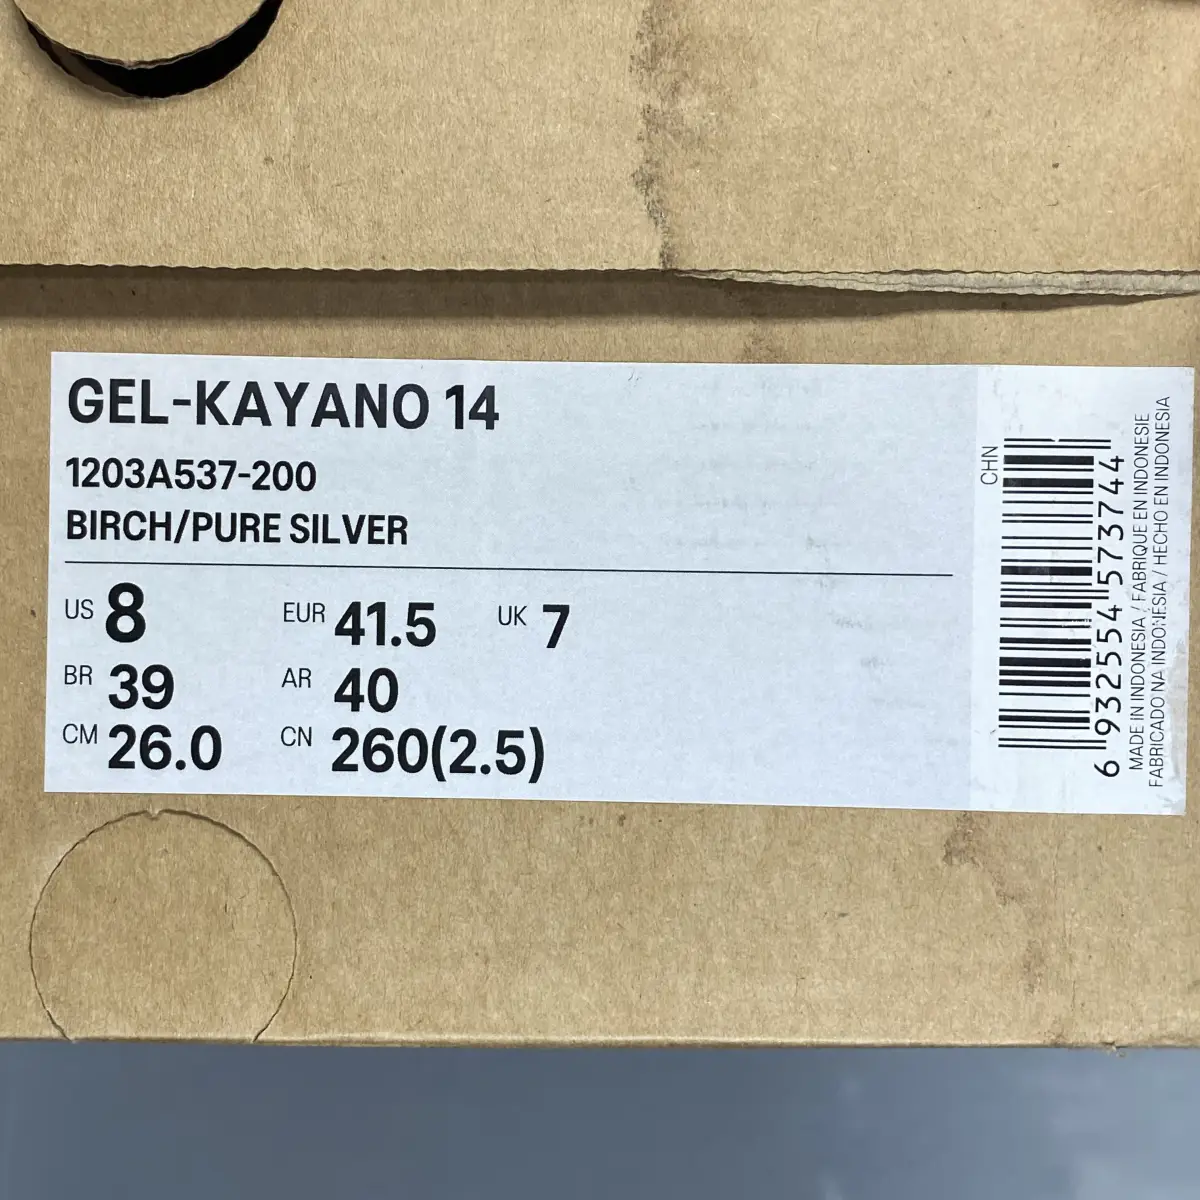 GEL-KAYANO 14
1203A537-200
BIRCH/PURE SILVER
US 8 EUR 41.5 UK 7
BR 39 AR 40
CM 26.0 CN 260(2.5)
CHN
6 932554 573744
MADE IN INDONESIA / FABRIQUE EN INDONESIE
FABRICADO NA INDONESIA / HECHO EN INDONESIA